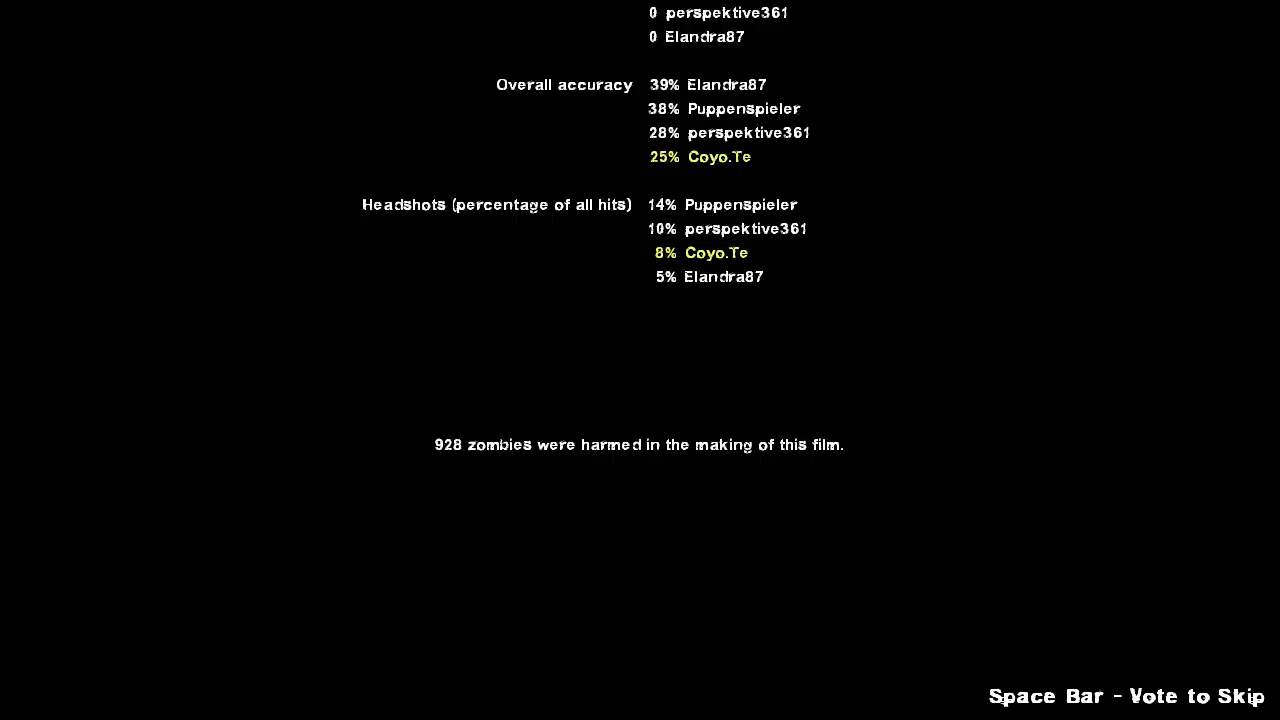 0 perspektive361
0 Elandra87
Overall accuracy 39% Elandra87
38% Puppenspieler
28% perspektive361
25% Coyo.Te
Headshots (percentage of all hits) 14% Puppenspieler
10% perspektive361
8% Coyo.Te
5% Elandra87
928 zombies were harmed in the making of this film.
Space Bar - Vote to Skip